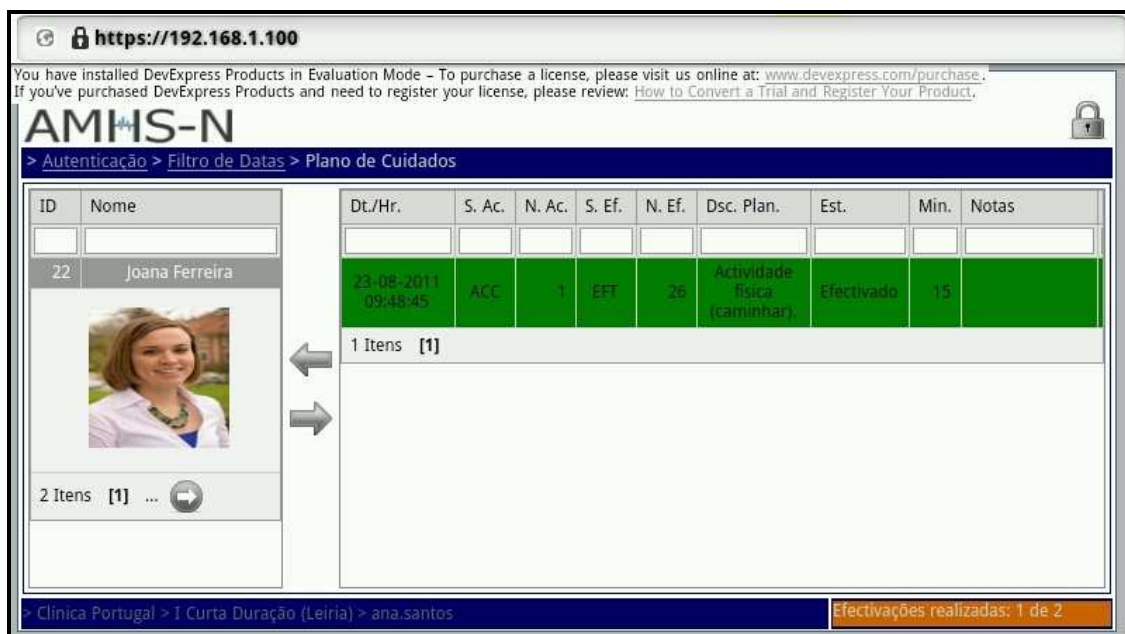 https://192.168.1.100
You have installed DevExpress Products in Evaluation Mode – To purchase a license, please visit us online at: www.devexpress.com/purchase.
If you've purchased DevExpress Products and need to register your license, please review: How to Convert a Trial and Register Your Product.
AMHS-N
> Autenticação > Filtro de Datas > Plano de Cuidados
ID Nome
22 Joana Ferreira
2 Itens [1] ...
Dt./Hr. S. Ac. N. Ac. S. Ef. N. Ef. Dsc. Plan. Est. Min. Notas
23-08-2011 09:48:45 ACC 1 EFT 26 Actividade física (caminhar). Efectivado 15
1 Itens [1]
> Clínica Portugal > I Curta Duração (Leiria) > ana.santos
Efectivações realizadas: 1 de 2